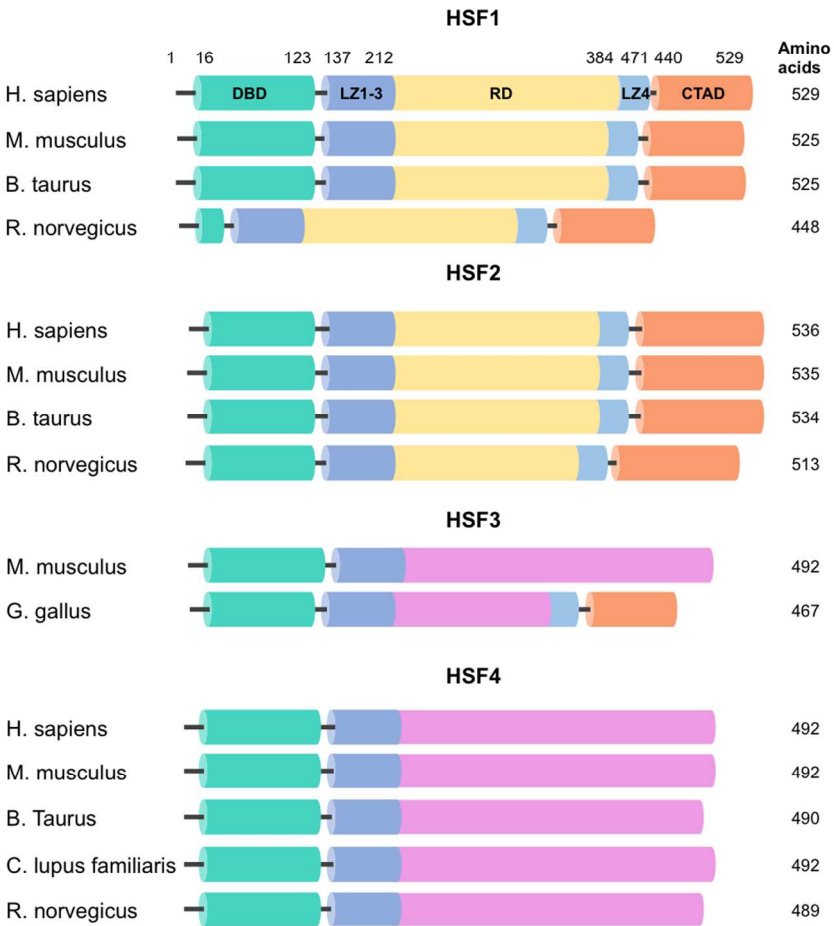 HSF1
1 16 123 137 212 384 471 440 529 Amino acids
H. sapiens DBD LZ1-3 RD LZ4 CTAD 529
M. musculus 525
B. taurus 525
R. norvegicus 448
HSF2
H. sapiens 536
M. musculus 535
B. taurus 534
R. norvegicus 513
HSF3
M. musculus 492
G. gallus 467
HSF4
H. sapiens 492
M. musculus 492
B. Taurus 490
C. lupus familiaris 492
R. norvegicus 489